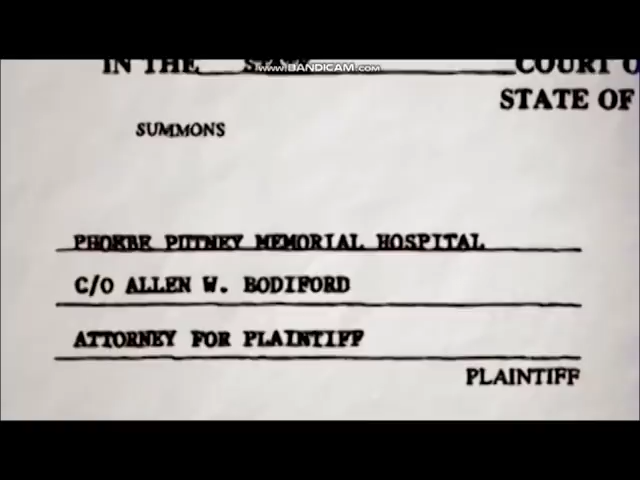 IN THE COURT O
www.BANDICAM.com
STATE OF
SUMMONS
PHOEBE PUTNEY MEMORIAL HOSPITAL
C/O ALLEN W. BODIFORD
ATTORNEY FOR PLAINTIFF
PLAINTIFF